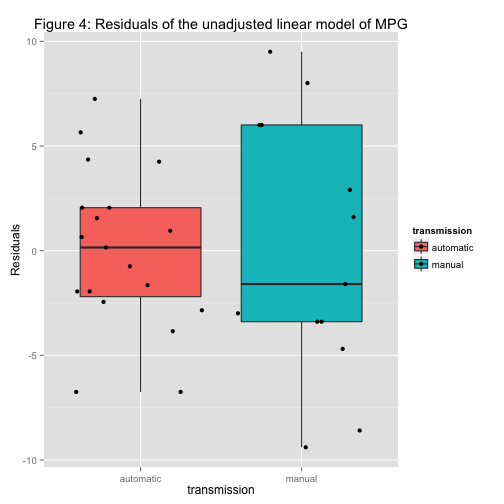 Figure 4: Residuals of the unadjusted linear model of MPG
10
5
0
-5
-10
Residuals
automatic
manual
transmission
transmission
automatic
manual